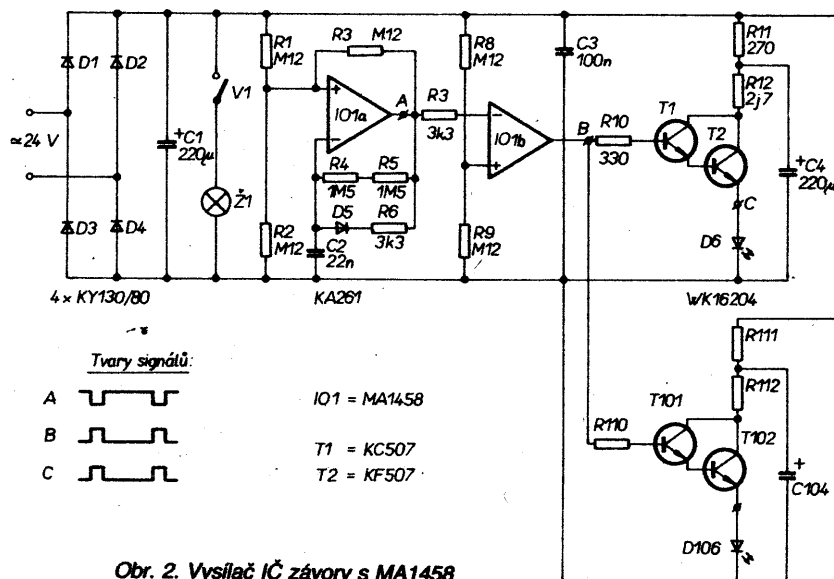 D1
D2
≃24 V
+
C1
220µ
D3
D4
4 × KY130/80
V1
Ž1
R1
M12
R2
M12
R3
M12
+
IO1a
-
A
R4
1M5
R5
1M5
D5
R6
3k3
C2
22n
KA261
R3
3k3
R8
M12
R9
M12
-
IO1b
+
C3
100n
B
R10
330
T1
T2
R11
270
R12
2j7
+
C4
220µ
C
D6
WK16204
Tvary signálů:
A
B
C
IO1 = MA1458
T1 = KC507
T2 = KF507
R110
T101
T102
R111
R112
+
C104
D106
Obr. 2. Vysílač IČ závory s MA1458